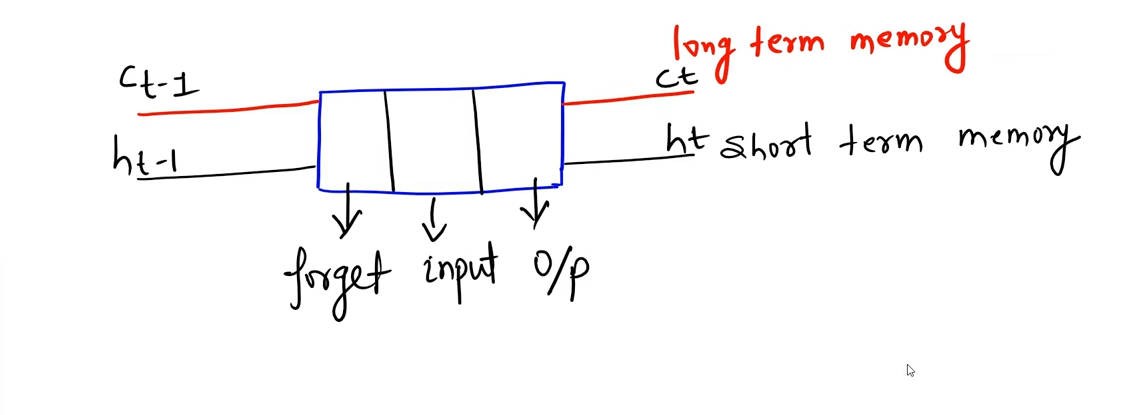 long term memory
Ct-1
Ct
ht-1
ht short term memory
forget input O/P